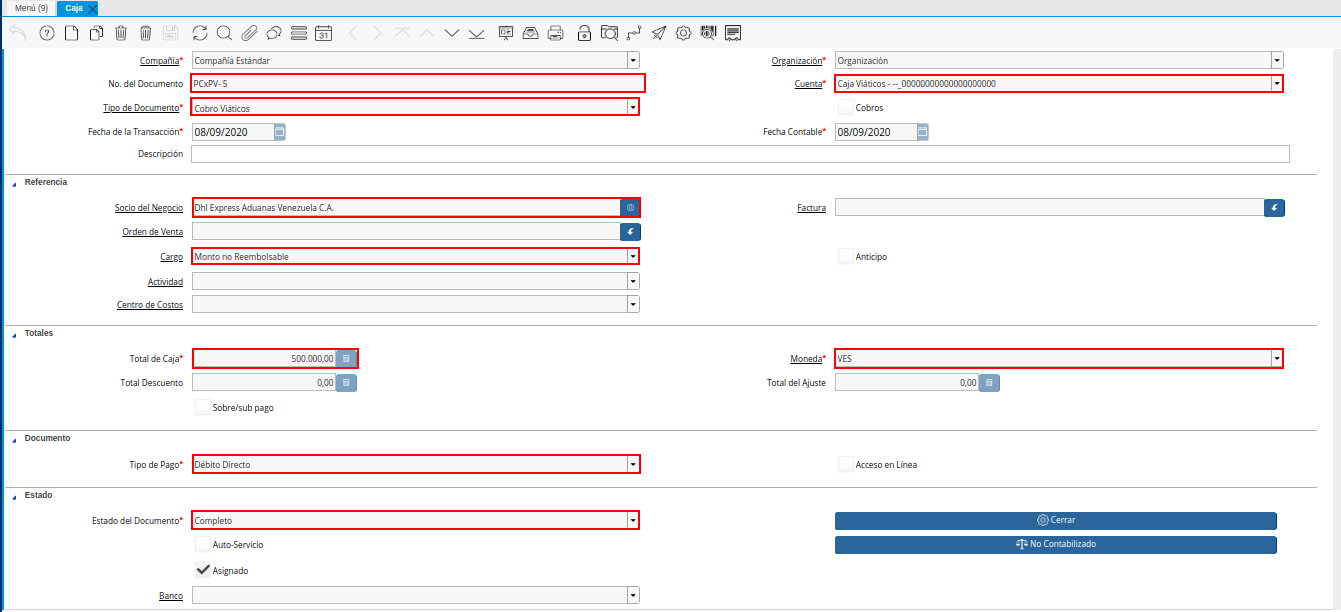 Menú (9) Caja
Compañía* Compañía Estándar Organización* Organización
No. del Documento PCxPV- 5 Cuenta* Caja Viáticos - --_00000000000000000000
Tipo de Documento* Cobro Viáticos Cobros
Fecha de la Transacción* 08/09/2020 Fecha Contable* 08/09/2020
Descripción
Referencia
Socio del Negocio Dhl Express Aduanas Venezuela C.A. Factura
Orden de Venta
Cargo Monto no Reembolsable Anticipo
Actividad
Centro de Costos
Totales
Total de Caja* 500.000,00 Moneda* VES
Total Descuento 0,00 Total del Ajuste 0,00
Sobre/sub pago
Documento
Tipo de Pago* Débito Directo Acceso en Línea
Estado
Estado del Documento* Completo Cerrar
Auto-Servicio No Contabilizado
Asignado
Banco